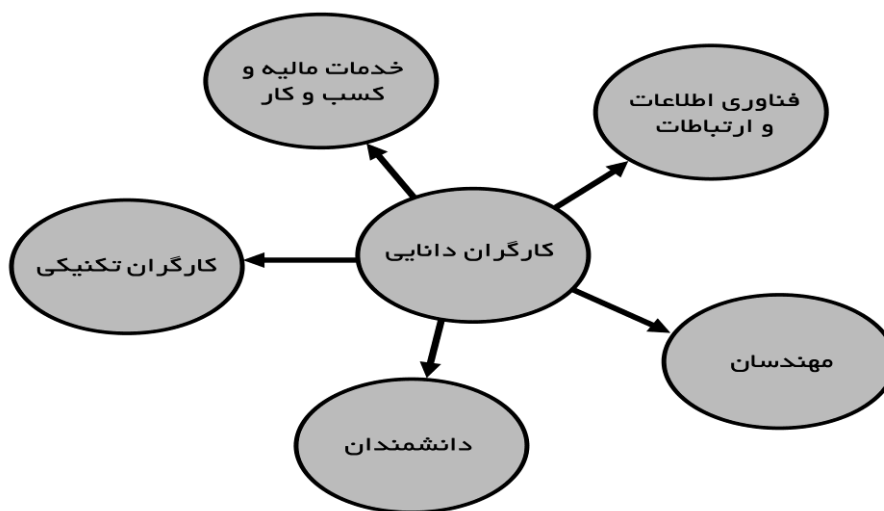 خدمات مالیه و
کسب و کار
فناوری اطلاعات
و ارتباطات
کارگران دانایی
کارگران تکنیکی
مهندسان
دانشمندان